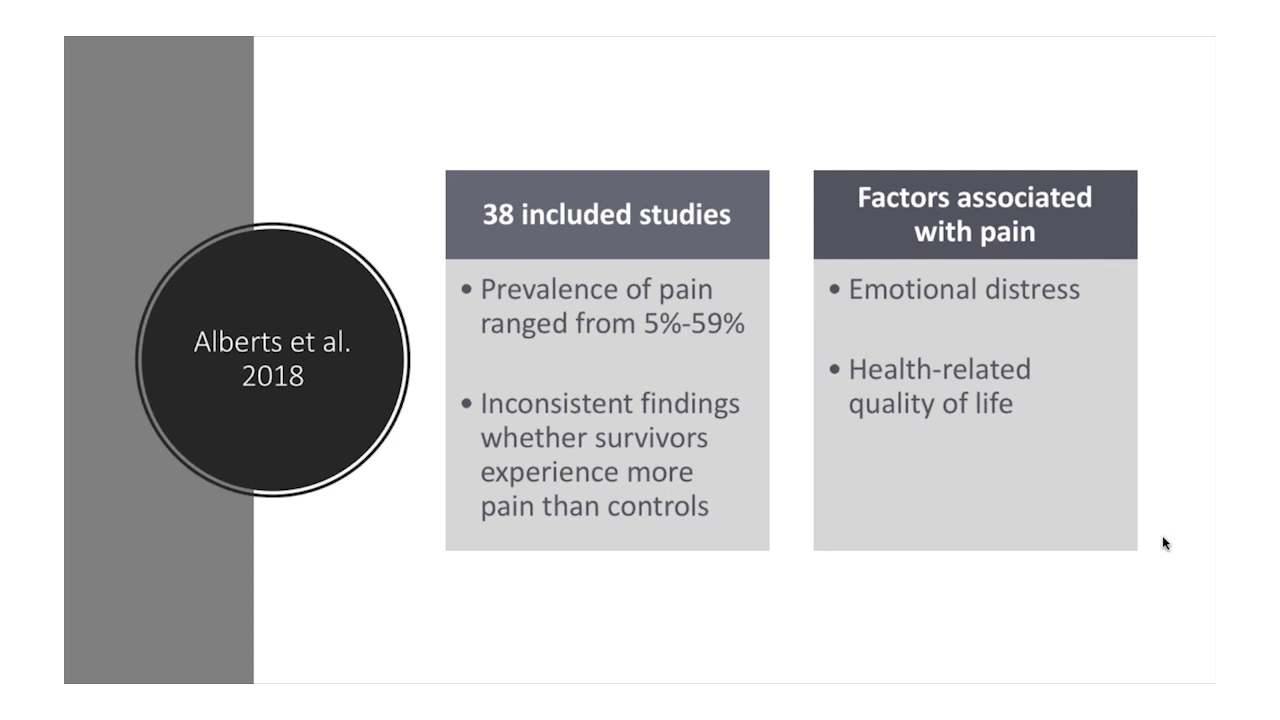 Alberts et al.
2018
38 included studies
• Prevalence of pain
ranged from 5%-59%
• Inconsistent findings
whether survivors
experience more
pain than controls
Factors associated
with pain
• Emotional distress
• Health-related
quality of life